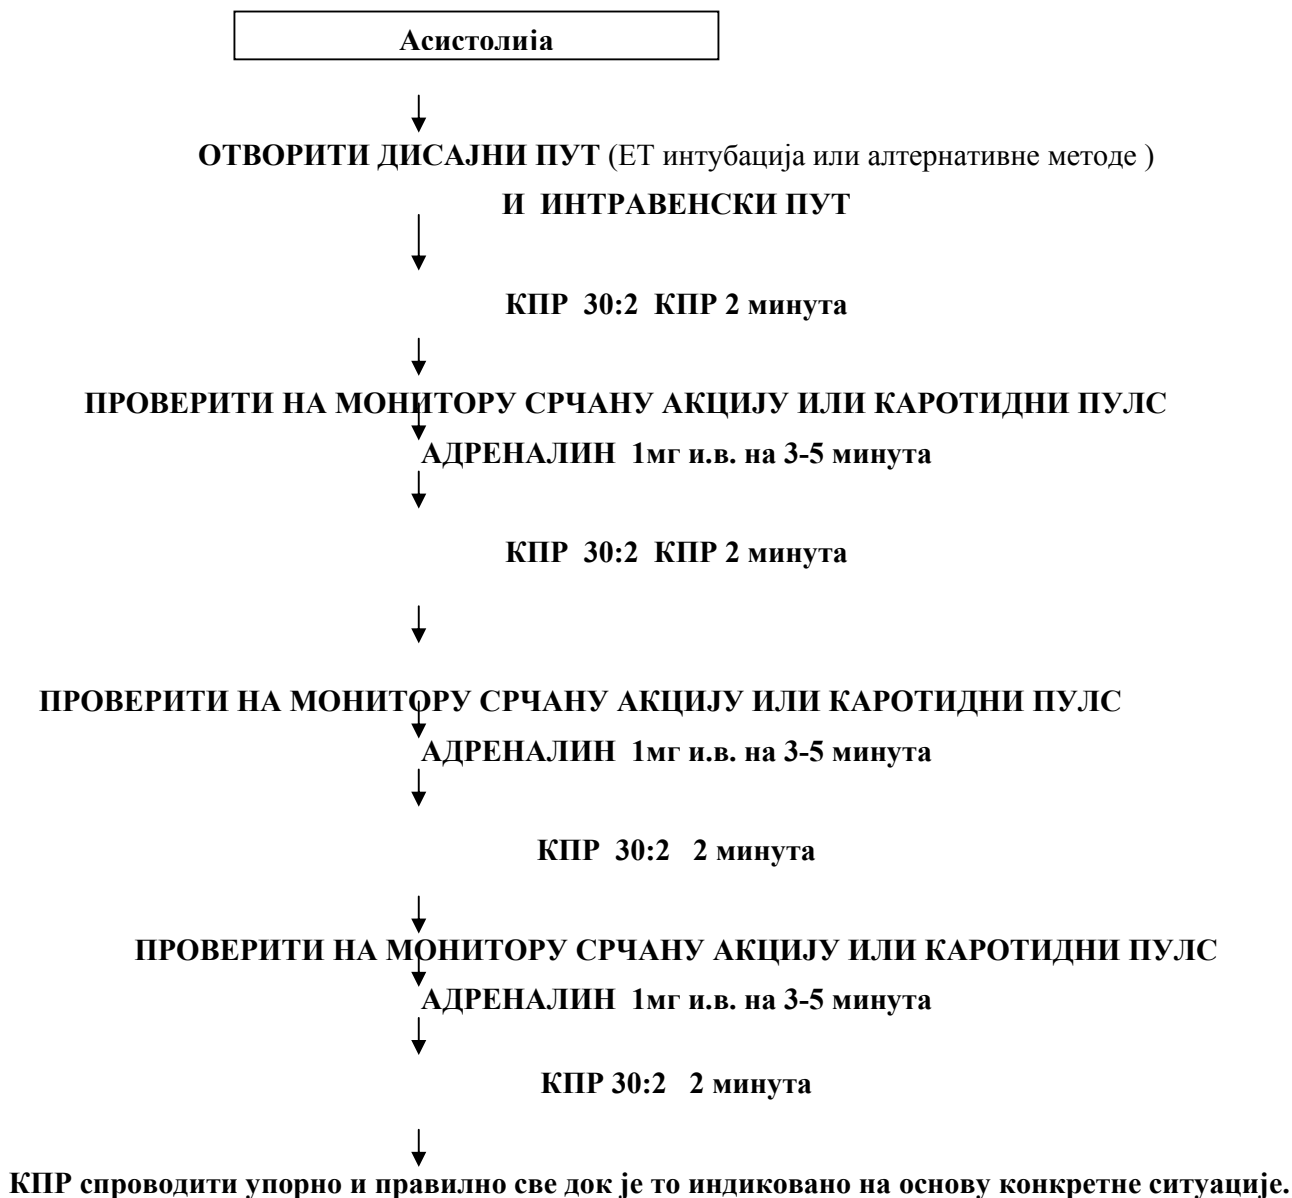 Асистолија
ОТВОРИТИ ДИСАЈНИ ПУТ (ЕТ интубација или алтернативне методе )
И ИНТРАВЕНСКИ ПУТ
КПР 30:2 КПР 2 минута
ПРОВЕРИТИ НА МОНИТОРУ СРЧАНУ АКЦИЈУ ИЛИ КАРОТИДНИ ПУЛС
АДРЕНАЛИН 1мг и.в. на 3-5 минута
КПР 30:2 КПР 2 минута
ПРОВЕРИТИ НА МОНИТОРУ СРЧАНУ АКЦИЈУ ИЛИ КАРОТИДНИ ПУЛС
АДРЕНАЛИН 1мг и.в. на 3-5 минута
КПР 30:2 2 минута
ПРОВЕРИТИ НА МОНИТОРУ СРЧАНУ АКЦИЈУ ИЛИ КАРОТИДНИ ПУЛС
АДРЕНАЛИН 1мг и.в. на 3-5 минута
КПР 30:2 2 минута
КПР спроводити упорно и правилно све док је то индиковано на основу конкретне ситуације.